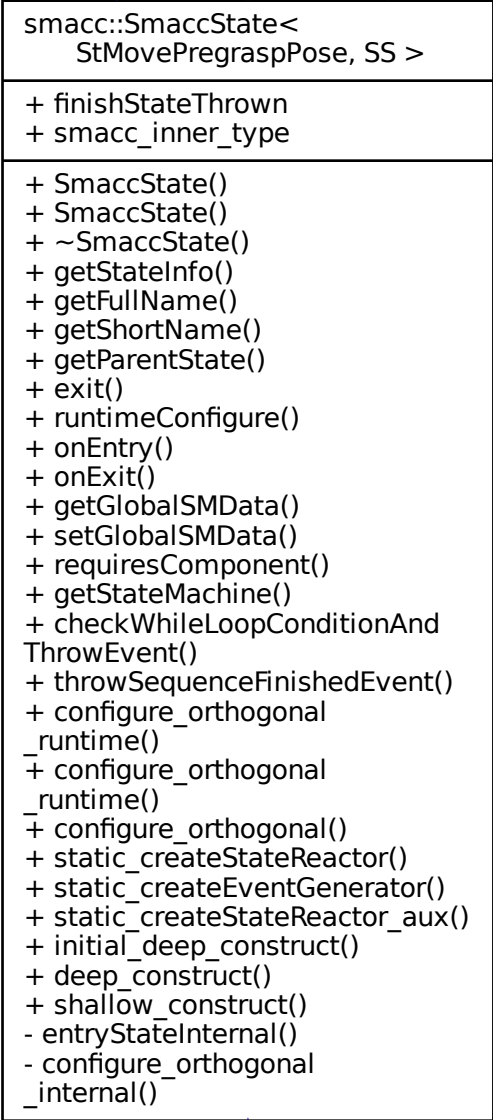 smacc::SmaccState<
StMovePregraspPose, SS >
+ finishStateThrown
+ smacc_inner_type
+ SmaccState()
+ SmaccState()
+ ~SmaccState()
+ getStateInfo()
+ getFullName()
+ getShortName()
+ getParentState()
+ exit()
+ runtimeConfigure()
+ onEntry()
+ onExit()
+ getGlobalSMData()
+ setGlobalSMData()
+ requiresComponent()
+ getStateMachine()
+ checkWhileLoopConditionAnd
ThrowEvent()
+ throwSequenceFinishedEvent()
+ configure_orthogonal
_runtime()
+ configure_orthogonal
_runtime()
+ configure_orthogonal()
+ static_createStateReactor()
+ static_createEventGenerator()
+ static_createStateReactor_aux()
+ initial_deep_construct()
+ deep_construct()
+ shallow_construct()
- entryStateInternal()
- configure_orthogonal
_internal()